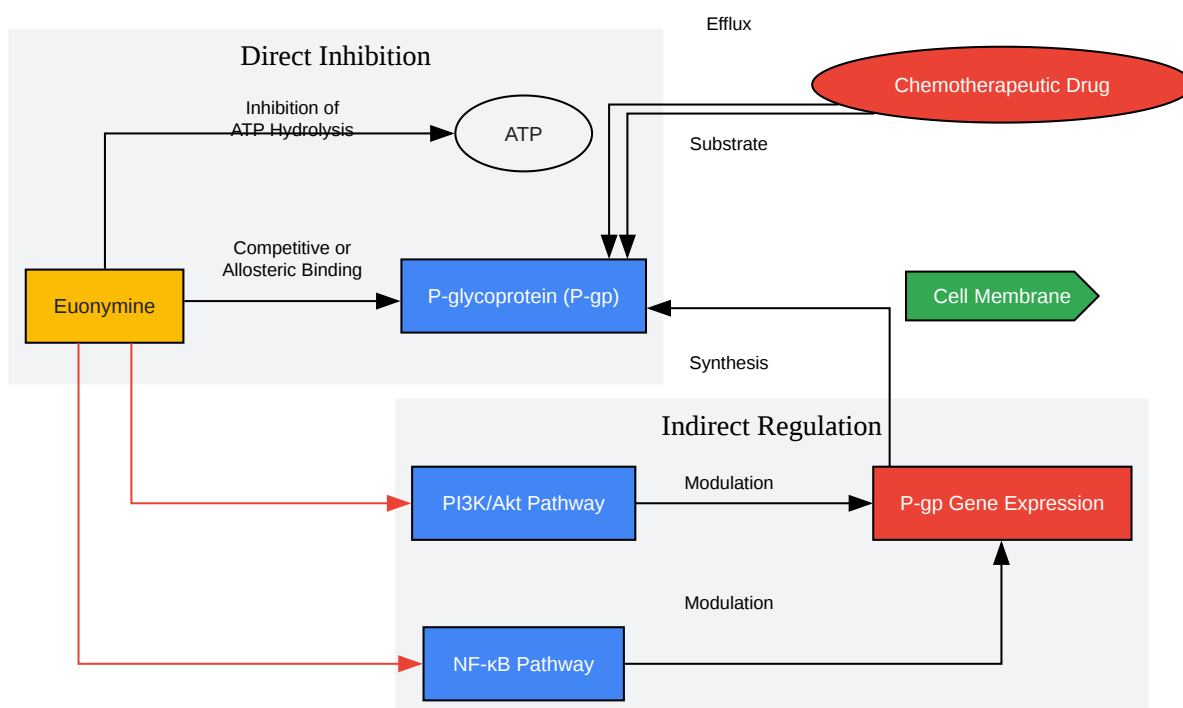 Efflux
Direct Inhibition
Chemotherapeutic Drug
Inhibition of
ATP Hydrolysis
ATP
Substrate
Competitive or
Allosteric Binding
Euonymine
P-glycoprotein (P-gp)
Cell Membrane
Synthesis
Indirect Regulation
PI3K/Akt Pathway
Modulation
P-gp Gene Expression
Modulation
NF-κB Pathway